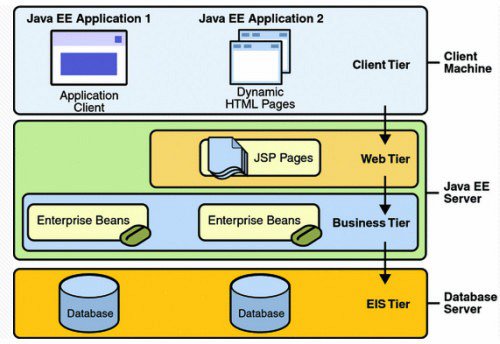 Java EE Application 1
Java EE Application 2
Application
Client
Dynamic
HTML Pages
Client Tier
Client
Machine
JSP Pages
Web Tier
Enterprise Beans
Enterprise Beans
Business Tier
Java EE
Server
Database
Database
EIS Tier
Database
Server